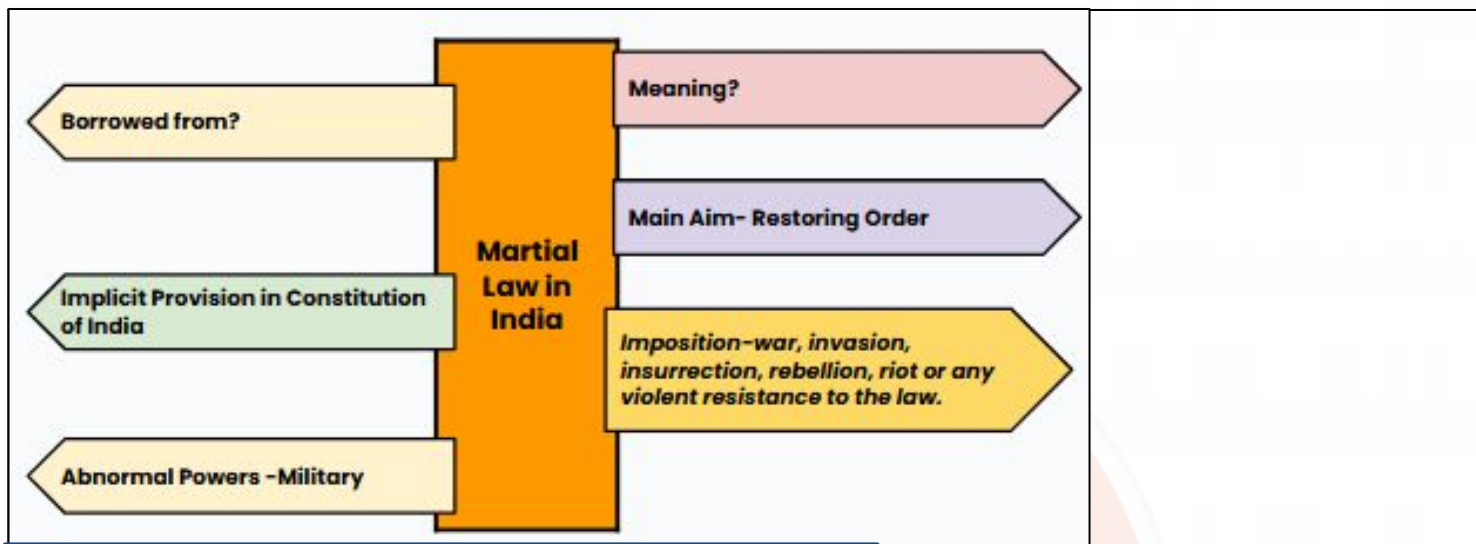 Borrowed from?
Implicit Provision in Constitution
of India
Abnormal Powers -Military
Martial
Law in
India
Meaning?
Main Aim- Restoring Order
Imposition-war, invasion,
insurrection, rebellion, riot or any
violent resistance to the law.